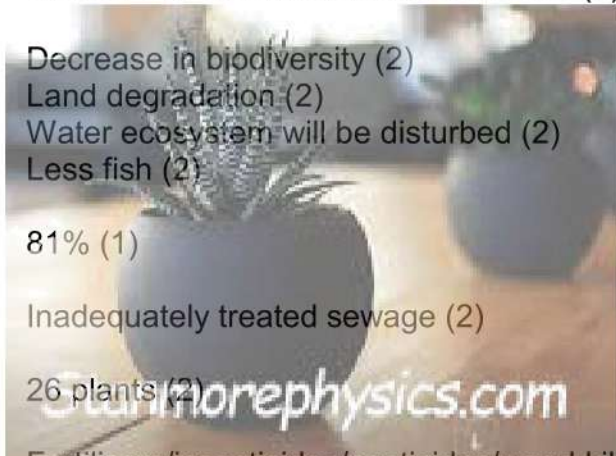 Decrease in biodiversity (2)
Land degradation (2)
Water ecosystem will be disturbed (2)
Less fish (2)
81% (1)
Inadequately treated sewage (2)
26 plants (2)
Stanmorephysics.com